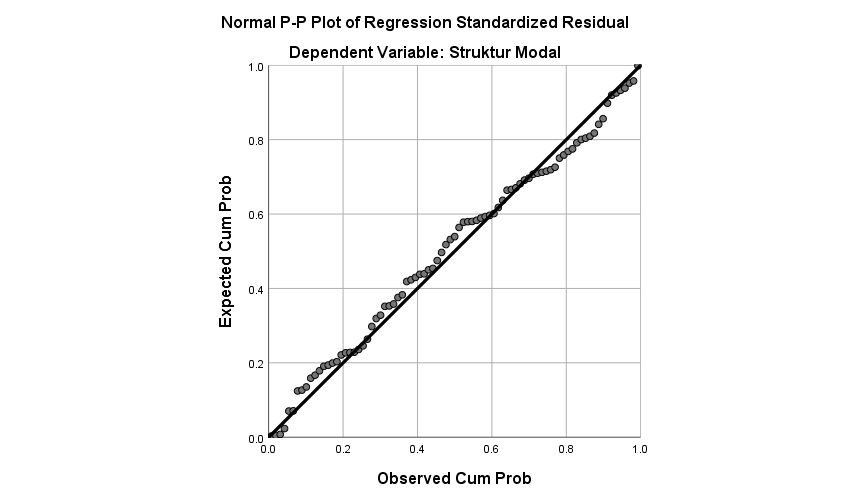 Normal P-P Plot of Regression Standardized Residual
Dependent Variable: Struktur Modal
1.0
0.8
0.6
0.4
0.2
0.0
Expected Cum Prob
0.0 0.2 0.4 0.6 0.8 1.0
Observed Cum Prob